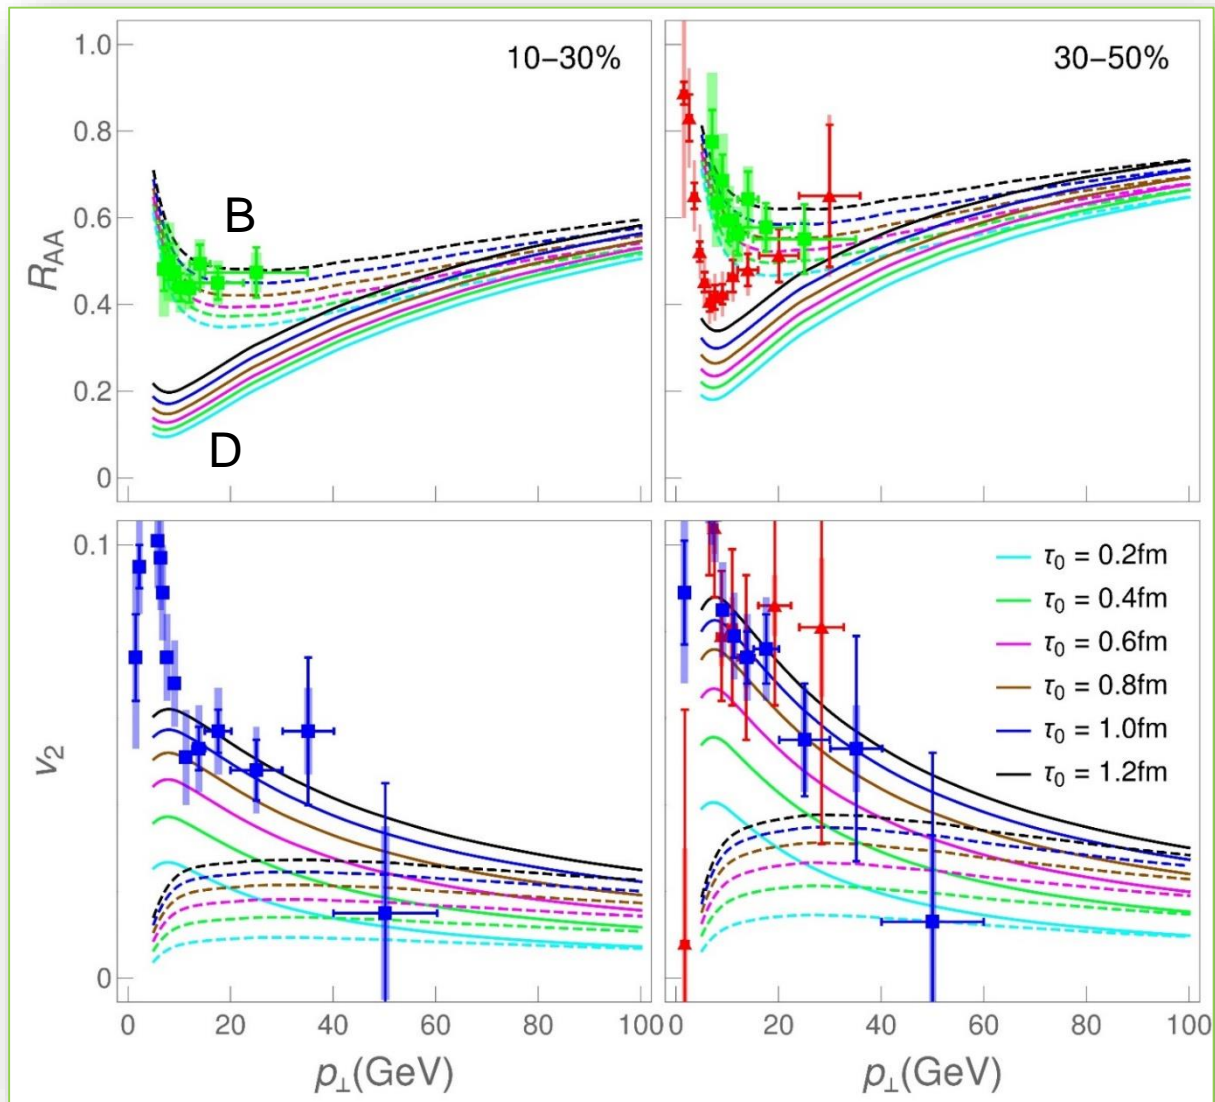 10–30%
30–50%
R_AA
1.0
0.8
0.6
0.4
0.2
0
B
D
v_2
0.1
0
τ_0 = 0.2fm
τ_0 = 0.4fm
τ_0 = 0.6fm
τ_0 = 0.8fm
τ_0 = 1.0fm
τ_0 = 1.2fm
0 20 40 60 80 100
0 20 40 60 80 100
p_⊥(GeV)
p_⊥(GeV)